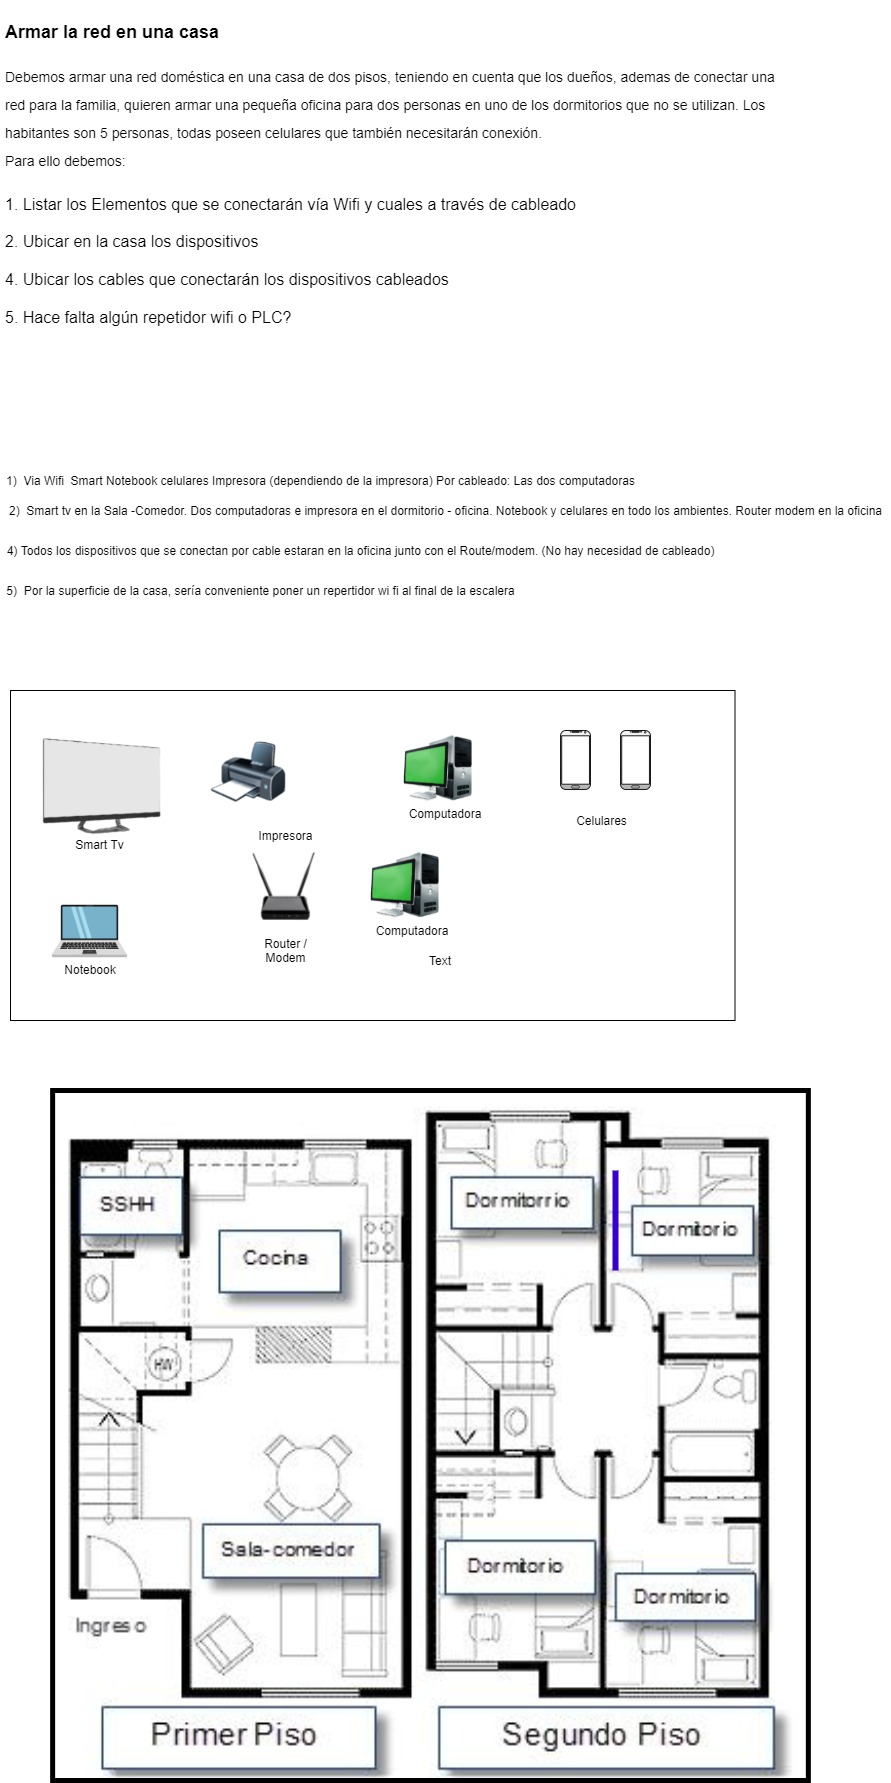 Armar la red en una casa
Debemos armar una red doméstica en una casa de dos pisos, teniendo en cuenta que los dueños, ademas de conectar una
red para la familia, quieren armar una pequeña oficina para dos personas en uno de los dormitorios que no se utilizan. Los
habitantes son 5 personas, todas poseen celulares que también necesitarán conexión.
Para ello debemos:
1. Listar los Elementos que se conectarán vía Wifi y cuales a través de cableado
2. Ubicar en la casa los dispositivos
4. Ubicar los cables que conectarán los dispositivos cableados
5. Hace falta algún repetidor wifi o PLC?
1) Via Wifi Smart Notebook celulares Impresora (dependiendo de la impresora) Por cableado: Las dos computadoras
2) Smart tv en la Sala -Comedor. Dos computadoras e impresora en el dormitorio - oficina. Notebook y celulares en todo los ambientes. Router modem en la oficina
4) Todos los dispositivos que se conectan por cable estaran en la oficina junto con el Route/modem. (No hay necesidad de cableado)
5) Por la superficie de la casa, sería conveniente poner un repertidor wi fi al final de la escalera
Smart Tv
Impresora
Computadora
Celulares
Notebook
Router /
Modem
Computadora
Text
SSHH
Cocina
HW
Sala-comedor
Ingreso
Primer Piso
Dormitorrio
Dormitorio
Dormitorio
Dormitorio
Segundo Piso